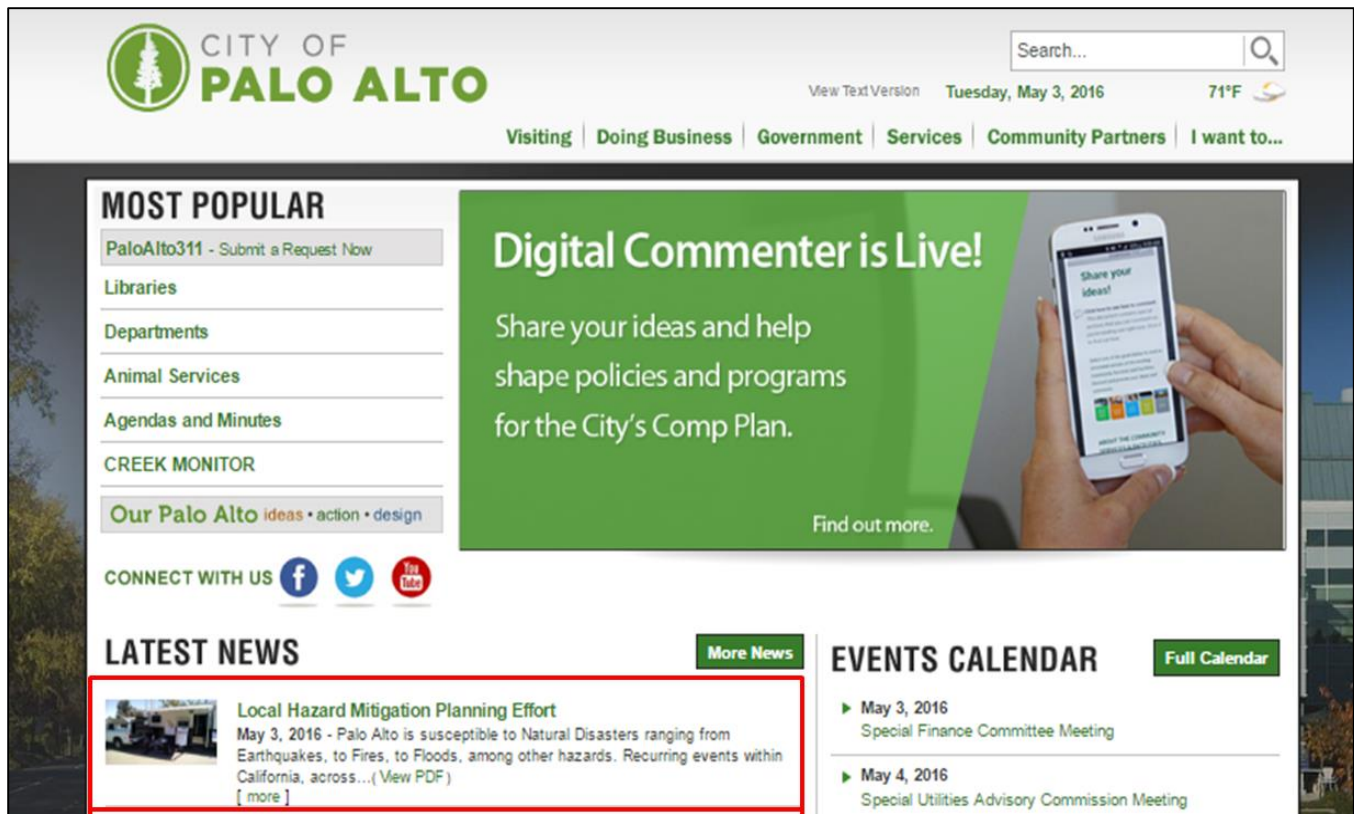 CITY OF
PALO ALTO
Search...
View Text Version Tuesday, May 3, 2016 71°F
Visiting Doing Business Government Services Community Partners I want to...
MOST POPULAR
PaloAlto311 - Submit a Request Now
Libraries
Departments
Animal Services
Agendas and Minutes
CREEK MONITOR
Our Palo Alto ideas • action • design
CONNECT WITH US
You
Tube
Digital Commenter is Live!
Share your ideas and help
shape policies and programs
for the City's Comp Plan.
Find out more.
Share your
ideas!
LATEST NEWS
More News
Local Hazard Mitigation Planning Effort
May 3, 2016 - Palo Alto is susceptible to Natural Disasters ranging from
Earthquakes, to Fires, to Floods, among other hazards. Recurring events within
California, across...( View PDF )
[ more ]
EVENTS CALENDAR
Full Calendar
May 3, 2016
Special Finance Committee Meeting
May 4, 2016
Special Utilities Advisory Commission Meeting